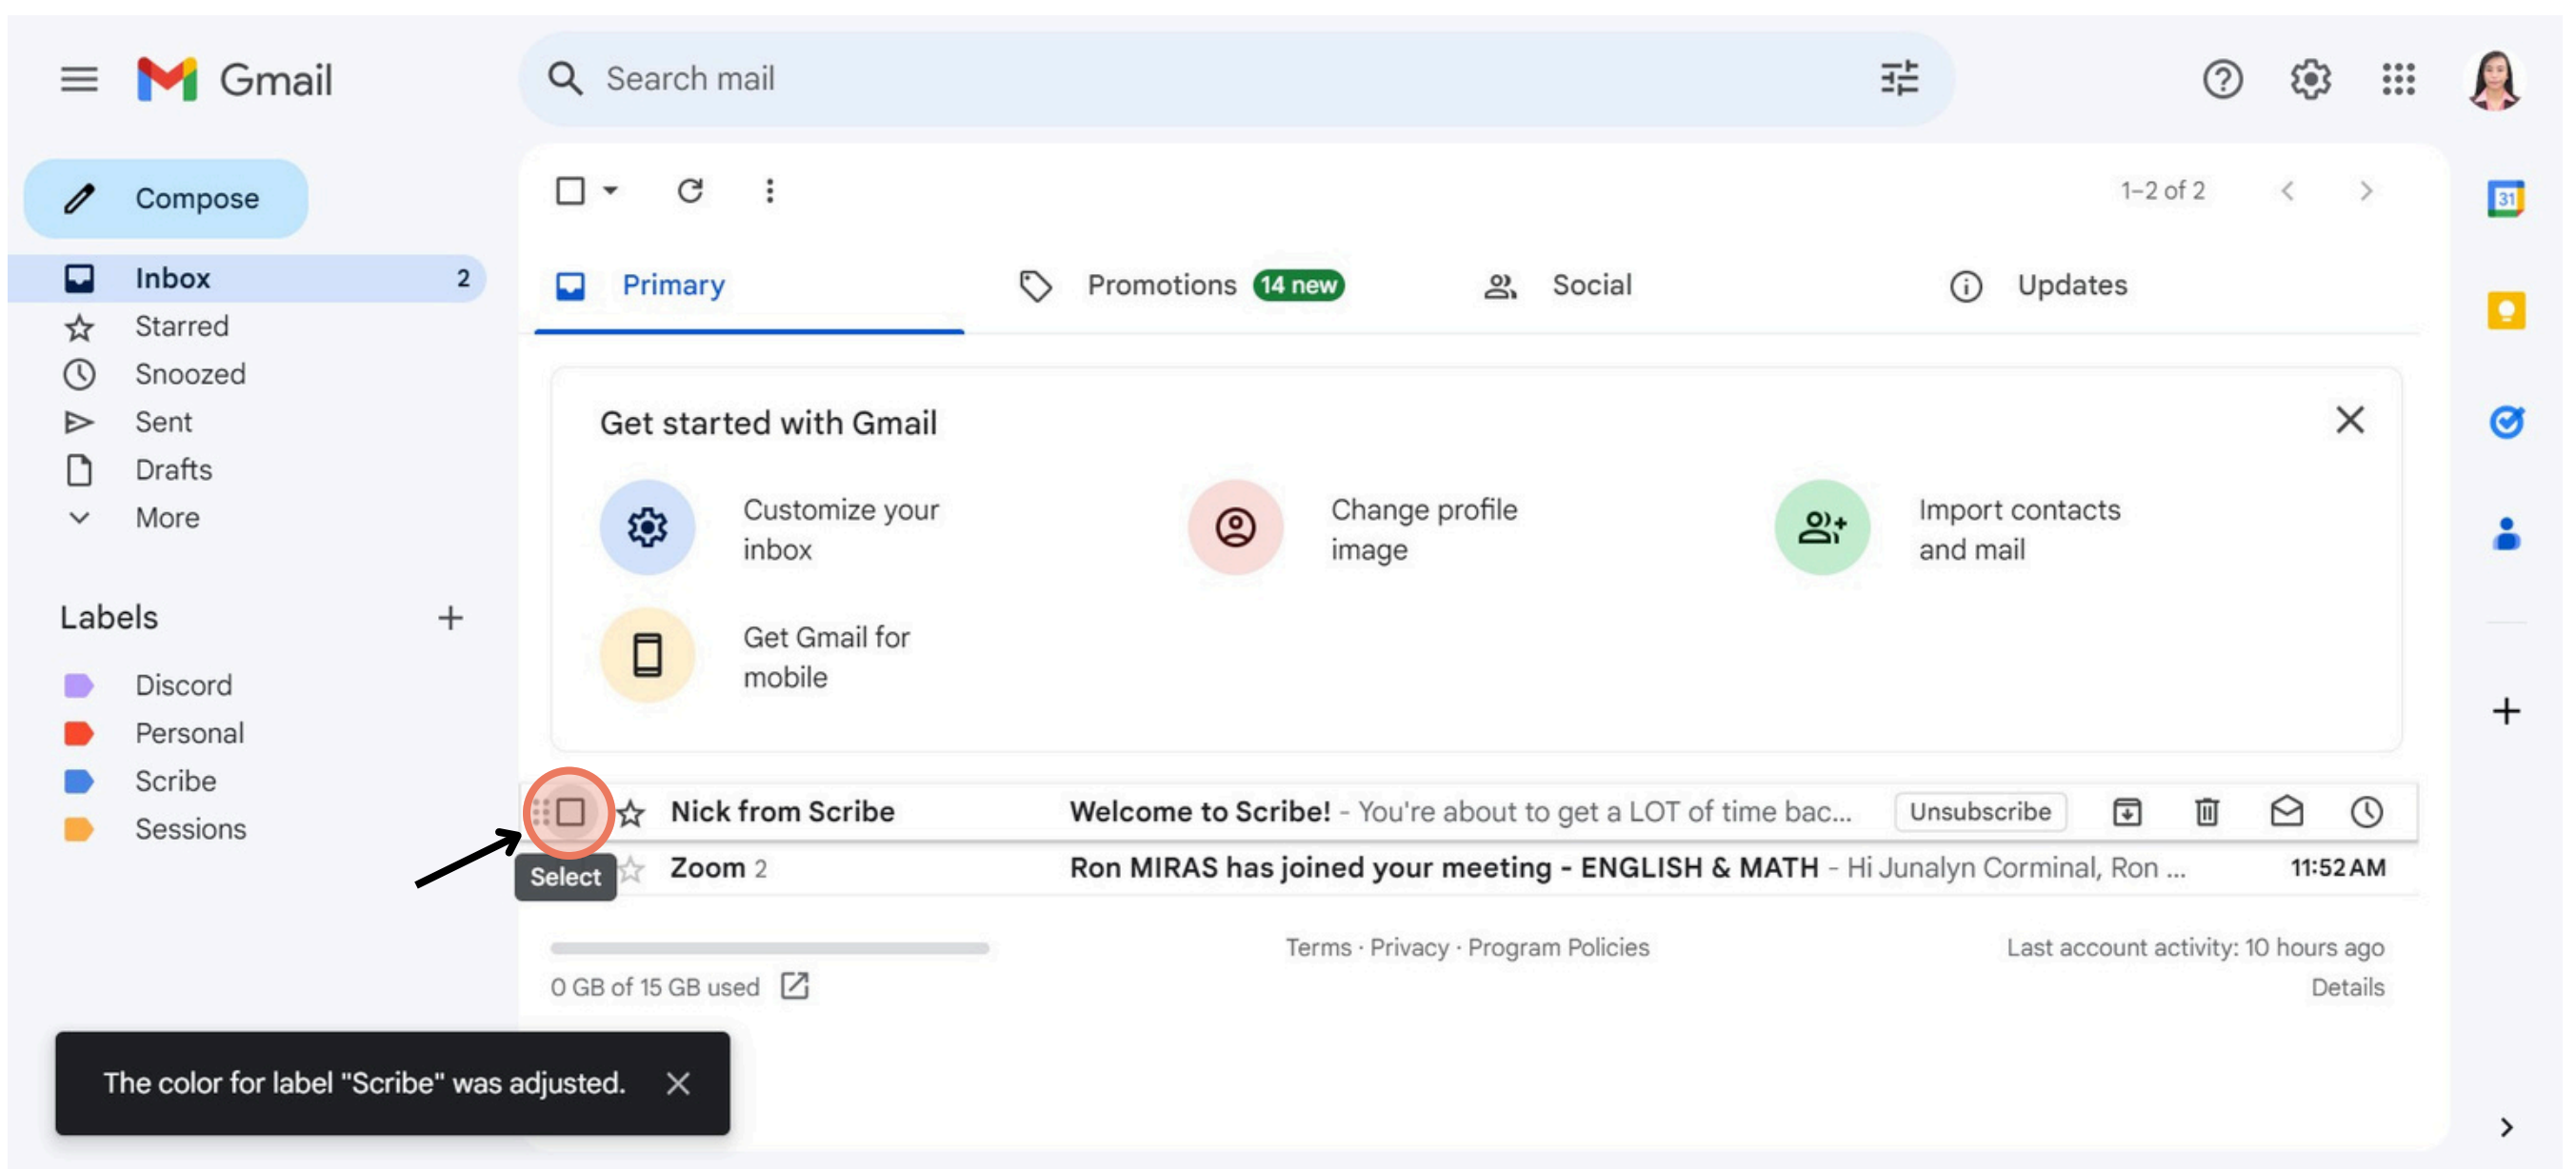 Gmail
Search mail
Compose
1–2 of 2
31
Inbox 2
Starred
Snoozed
Sent
Drafts
More
Labels
Discord
Personal
Scribe
Sessions
Primary
Promotions 14 new
Social
Updates
Get started with Gmail
Customize your
inbox
Change profile
image
Import contacts
and mail
Get Gmail for
mobile
Nick from Scribe Welcome to Scribe! - You're about to get a LOT of time bac... Unsubscribe
Select
Zoom 2 Ron MIRAS has joined your meeting - ENGLISH & MATH - Hi Junalyn Corminal, Ron ... 11:52 AM
Terms · Privacy · Program Policies
Last account activity: 10 hours ago
0 GB of 15 GB used
Details
The color for label "Scribe" was adjusted.